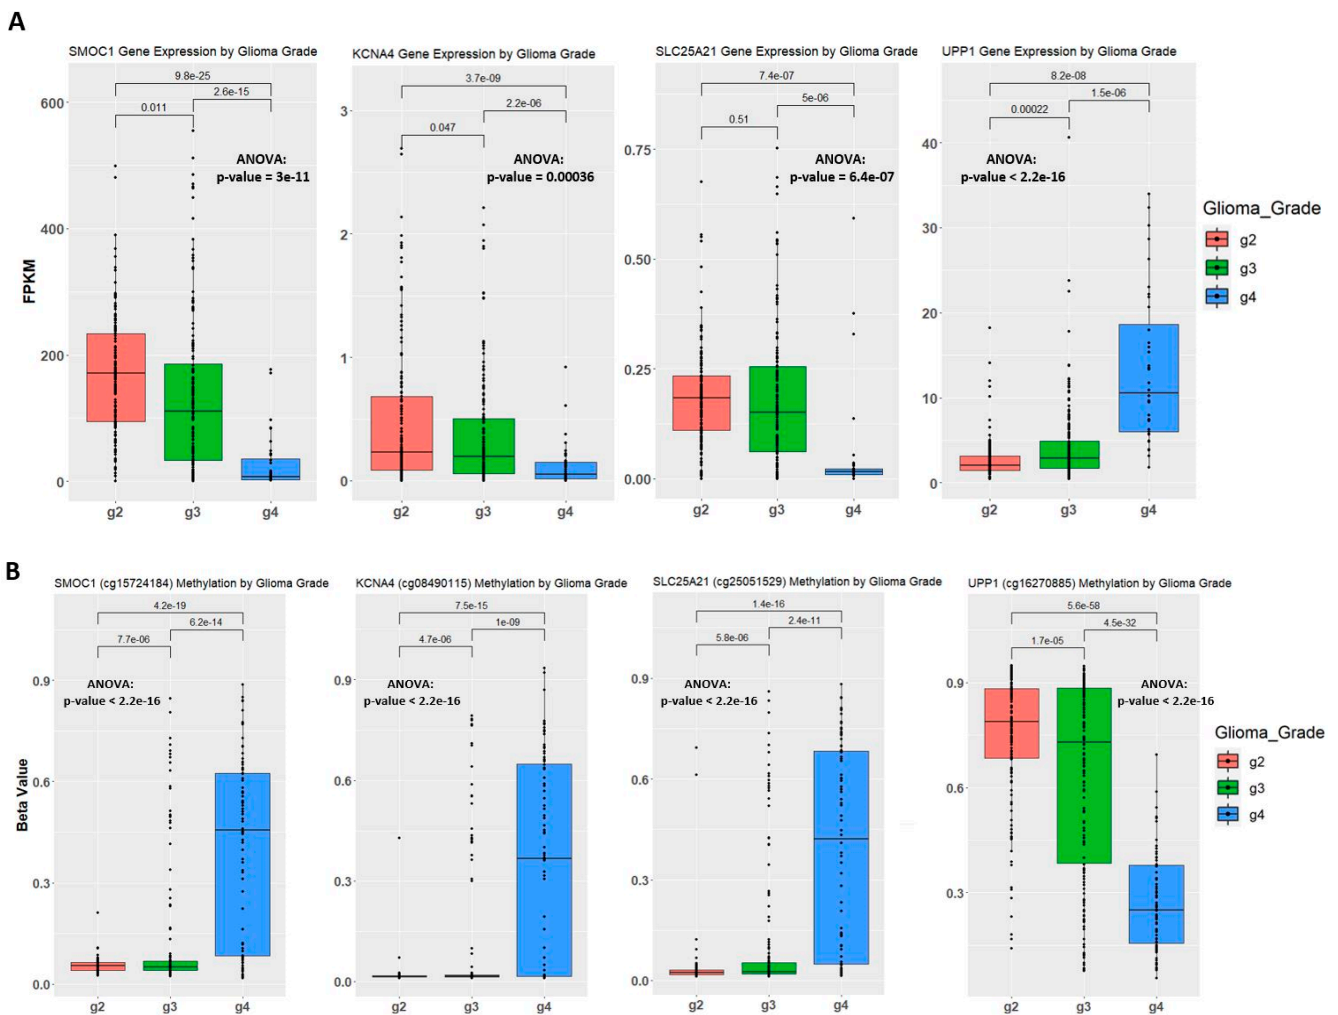 A
SMOC1 Gene Expression by Glioma Grade
9.8e-25
2.6e-15
0.011
ANOVA:
p-value = 3e-11
600
400
200
0
FPKM
g2
g3
g4
KCNA4 Gene Expression by Glioma Grade
3.7e-09
2.2e-06
0.047
ANOVA:
p-value = 0.00036
3
2
1
0
g2
g3
g4
SLC25A21 Gene Expression by Glioma Grade
7.4e-07
5e-06
0.51
ANOVA:
p-value = 6.4e-07
0.75
0.50
0.25
0.00
g2
g3
g4
UPP1 Gene Expression by Glioma Grade
8.2e-08
1.5e-06
0.00022
ANOVA:
p-value < 2.2e-16
40
30
20
10
0
g2
g3
g4
Glioma_Grade
g2
g3
g4
B
SMOC1 (cg15724184) Methylation by Glioma Grade
4.2e-19
6.2e-14
7.7e-06
ANOVA:
p-value < 2.2e-16
0.9
0.6
0.3
0.0
Beta Value
g2
g3
g4
KCNA4 (cg08490115) Methylation by Glioma Grade
7.5e-15
1e-09
4.7e-06
ANOVA:
p-value < 2.2e-16
0.9
0.6
0.3
0.0
g2
g3
g4
SLC25A21 (cg25051529) Methylation by Glioma Grade
1.4e-16
2.4e-11
5.8e-06
ANOVA:
p-value < 2.2e-16
0.9
0.6
0.3
0.0
g2
g3
g4
UPP1 (cg16270885) Methylation by Glioma Grade
5.6e-58
4.5e-32
1.7e-05
ANOVA:
p-value < 2.2e-16
0.9
0.6
0.3
g2
g3
g4
Glioma_Grade
g2
g3
g4